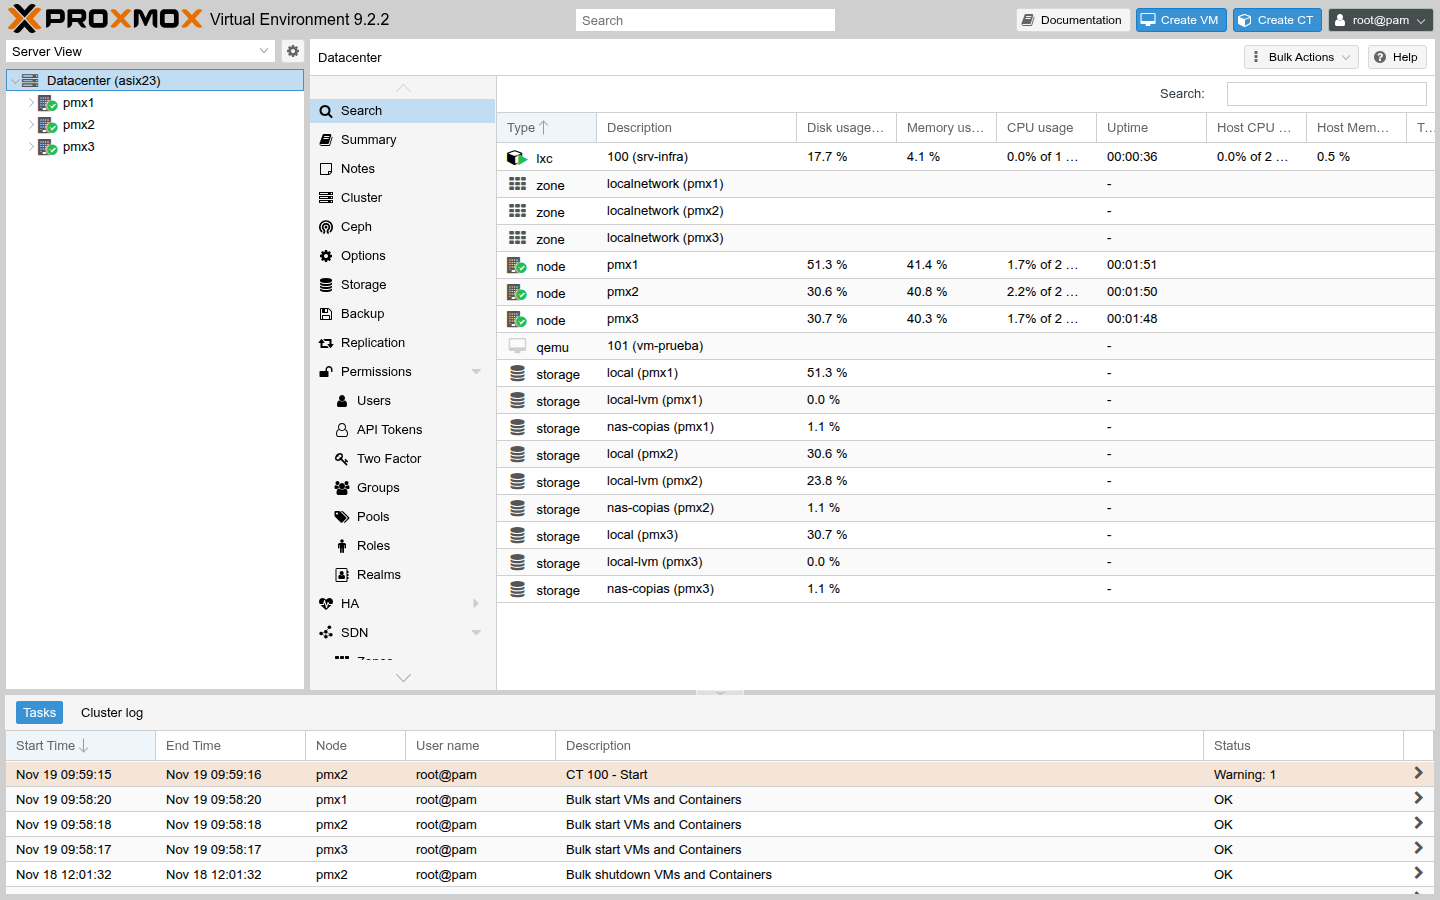 PROXMOX Virtual Environment 9.2.2 Search Documentation Create VM Create CT root@pam
Server View
Datacenter (asix23)
pmx1
pmx2
pmx3
Datacenter Bulk Actions Help
Search
Summary
Notes
Cluster
Ceph
Options
Storage
Backup
Replication
Permissions
Users
API Tokens
Two Factor
Groups
Pools
Roles
Realms
HA
SDN
Zones
Search:
Type Description Disk usage... Memory us... CPU usage Uptime Host CPU ... Host Mem... T...
lxc 100 (srv-infra) 17.7 % 4.1 % 0.0% of 1 ... 00:00:36 0.0% of 2 ... 0.5 %
zone localnetwork (pmx1) -
zone localnetwork (pmx2) -
zone localnetwork (pmx3) -
node pmx1 51.3 % 41.4 % 1.7% of 2 ... 00:01:51
node pmx2 30.6 % 40.8 % 2.2% of 2 ... 00:01:50
node pmx3 30.7 % 40.3 % 1.7% of 2 ... 00:01:48
qemu 101 (vm-prueba) -
storage local (pmx1) 51.3 % -
storage local-lvm (pmx1) 0.0 % -
storage nas-copias (pmx1) 1.1 % -
storage local (pmx2) 30.6 % -
storage local-lvm (pmx2) 23.8 % -
storage nas-copias (pmx2) 1.1 % -
storage local (pmx3) 30.7 % -
storage local-lvm (pmx3) 0.0 % -
storage nas-copias (pmx3) 1.1 % -
Tasks Cluster log
Start Time End Time Node User name Description Status
Nov 19 09:59:15 Nov 19 09:59:16 pmx2 root@pam CT 100 - Start Warning: 1
Nov 19 09:58:20 Nov 19 09:58:20 pmx1 root@pam Bulk start VMs and Containers OK
Nov 19 09:58:18 Nov 19 09:58:18 pmx2 root@pam Bulk start VMs and Containers OK
Nov 19 09:58:17 Nov 19 09:58:17 pmx3 root@pam Bulk start VMs and Containers OK
Nov 18 12:01:32 Nov 18 12:01:32 pmx2 root@pam Bulk shutdown VMs and Containers OK